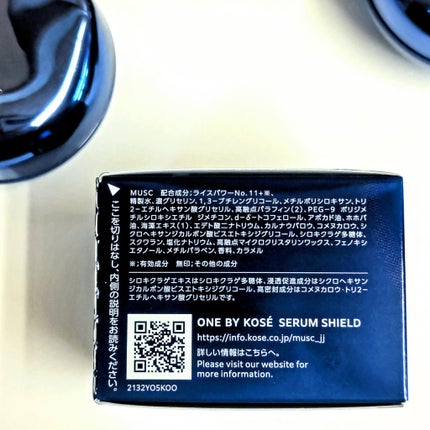 MUSC 配合成分;ライスパワーNo.11+※、
精製水、濃グリセリン、1,3-ブチレングリコール、メチルポリシロキサン、トリ
2-エチルヘキサン酸グリセリル、高融点パラフィン(2)、PEG-9 ポリジメ
チルシロキシエチル ジメチコン、d-δ-トコフェロール、アボカド油、ホホバ
油、海藻エキス(1)、エデト酸二ナトリウム、カルナウバロウ、コメヌカロウ、シ
クロヘキサンジカルボン酸ビスエトキシジグリコール、シロキクラゲ多糖体、
スクワラン、塩化ナトリウム、高融点マイクロクリスタリンワックス、フェノキシ
エタノール、メチルパラベン、香料、カラメル
※;有効成分 無印;その他の成分
シロキクラゲエキスはシロキクラゲ多糖体、浸透促進成分はシクロヘキサン
ジカルボン酸ビスエトキシジグリコール、高密封成分はコメヌカロウ・トリ2-
エチルヘキサン酸グリセリルです。
ONE BY KOSÉ SERUM SHIELD
https://info.kose.co.jp/musc_jj
詳しい情報はこちらへ。
Please visit our website for
more information.
2132YO5KOO
ここを切りはなし、内側の説明をお読みください。